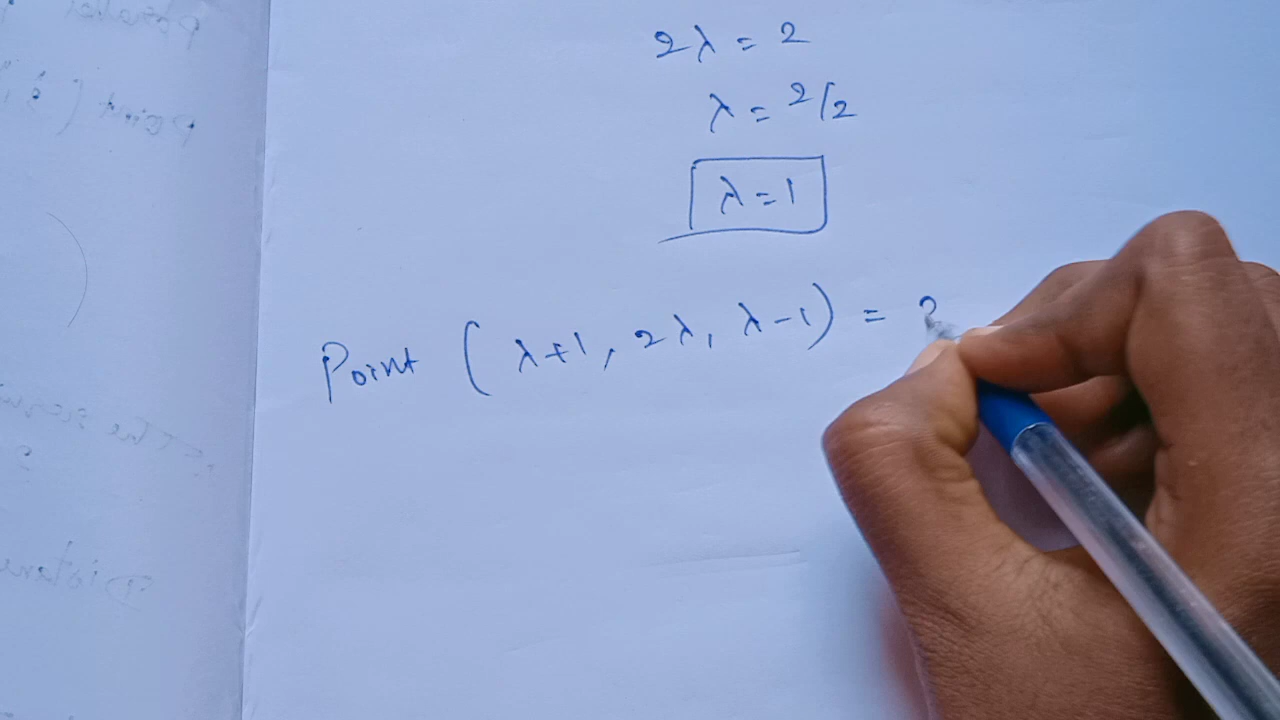 2λ = 2
λ = 2/2
λ = 1
Point (λ+1, 2λ, λ-1) =